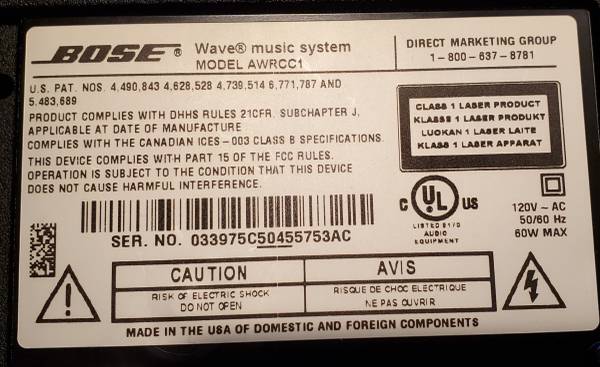 BOSE® Wave® music system
MODEL AWRCC1
DIRECT MARKETING GROUP
1-800-637-8781
U.S. PAT. NOS. 4,490,843 4,628,528 4,739,514 6,771,787 AND
5,483,689
PRODUCT COMPLIES WITH DHHS RULES 21CFR, SUBCHAPTER J,
APPLICABLE AT DATE OF MANUFACTURE.
COMPLIES WITH THE CANADIAN ICES-003 CLASS B SPECIFICATIONS.
THIS DEVICE COMPLIES WITH PART 15 OF THE FCC RULES.
OPERATION IS SUBJECT TO THE CONDITION THAT THIS DEVICE
DOES NOT CAUSE HARMFUL INTERFERENCE.
CLASS 1 LASER PRODUCT
KLASSE 1 LASER PRODUKT
LUOKAN 1 LASER LAITE
KLASS 1 LASER APPARAT
C UL® US
LISTED 91/0
AUDIO
EQUIPMENT
120V ~ AC
50/60 Hz
60W MAX
SER. NO. 033975C50455753AC
CAUTION
RISK OF ELECTRIC SHOCK
DO NOT OPEN
AVIS
RISQUE DE CHOC ELECTRIQUE
NE PAS OUVRIR
MADE IN THE USA OF DOMESTIC AND FOREIGN COMPONENTS